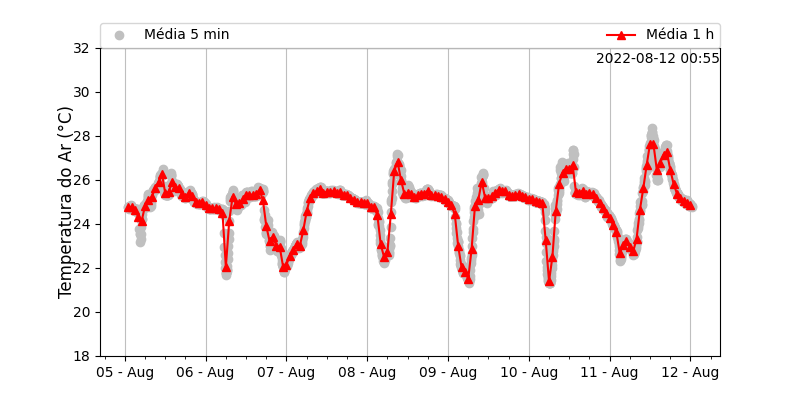 Média 5 min
Média 1 h
2022-08-12 00:55
Temperatura do Ar (°C)
32
30
28
26
24
22
20
18
05 - Aug
06 - Aug
07 - Aug
08 - Aug
09 - Aug
10 - Aug
11 - Aug
12 - Aug